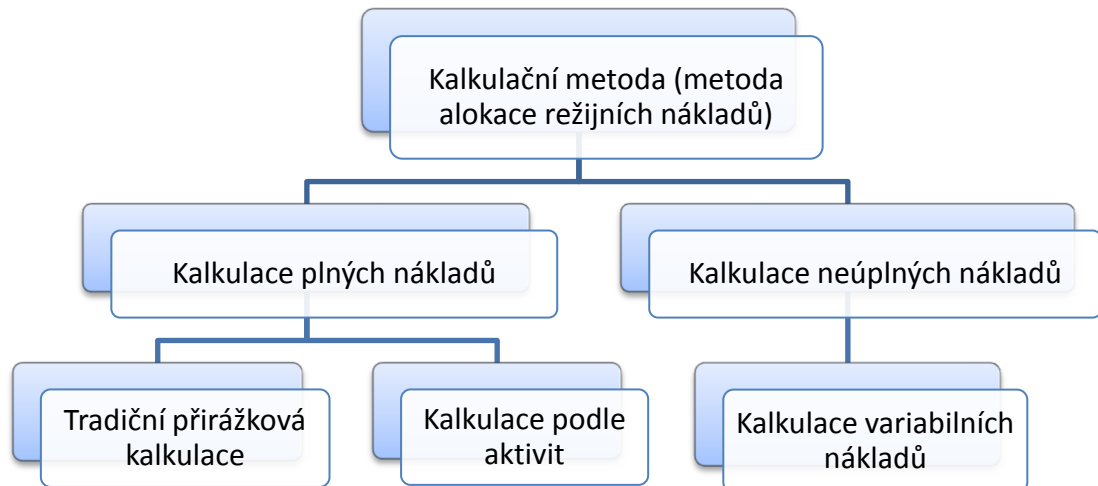 Kalkulační metoda (metoda
alokace režijních nákladů)
Kalkulace plných nákladů
Kalkulace neúplných nákladů
Tradiční přirážková
kalkulace
Kalkulace podle
aktivit
Kalkulace variabilních
nákladů